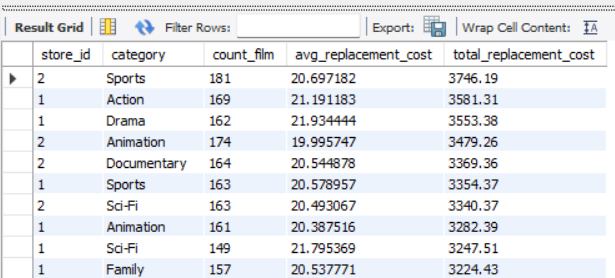 Result Grid Filter Rows: Export: Wrap Cell Content: IA
store_id category count_film avg_replacement_cost total_replacement_cost
2 Sports 181 20.697182 3746.19
1 Action 169 21.191183 3581.31
1 Drama 162 21.934444 3553.38
2 Animation 174 19.995747 3479.26
2 Documentary 164 20.544878 3369.36
1 Sports 163 20.578957 3354.37
2 Sci-Fi 163 20.493067 3340.37
1 Animation 161 20.387516 3282.39
1 Sci-Fi 149 21.795369 3247.51
1 Family 157 20.537771 3224.43